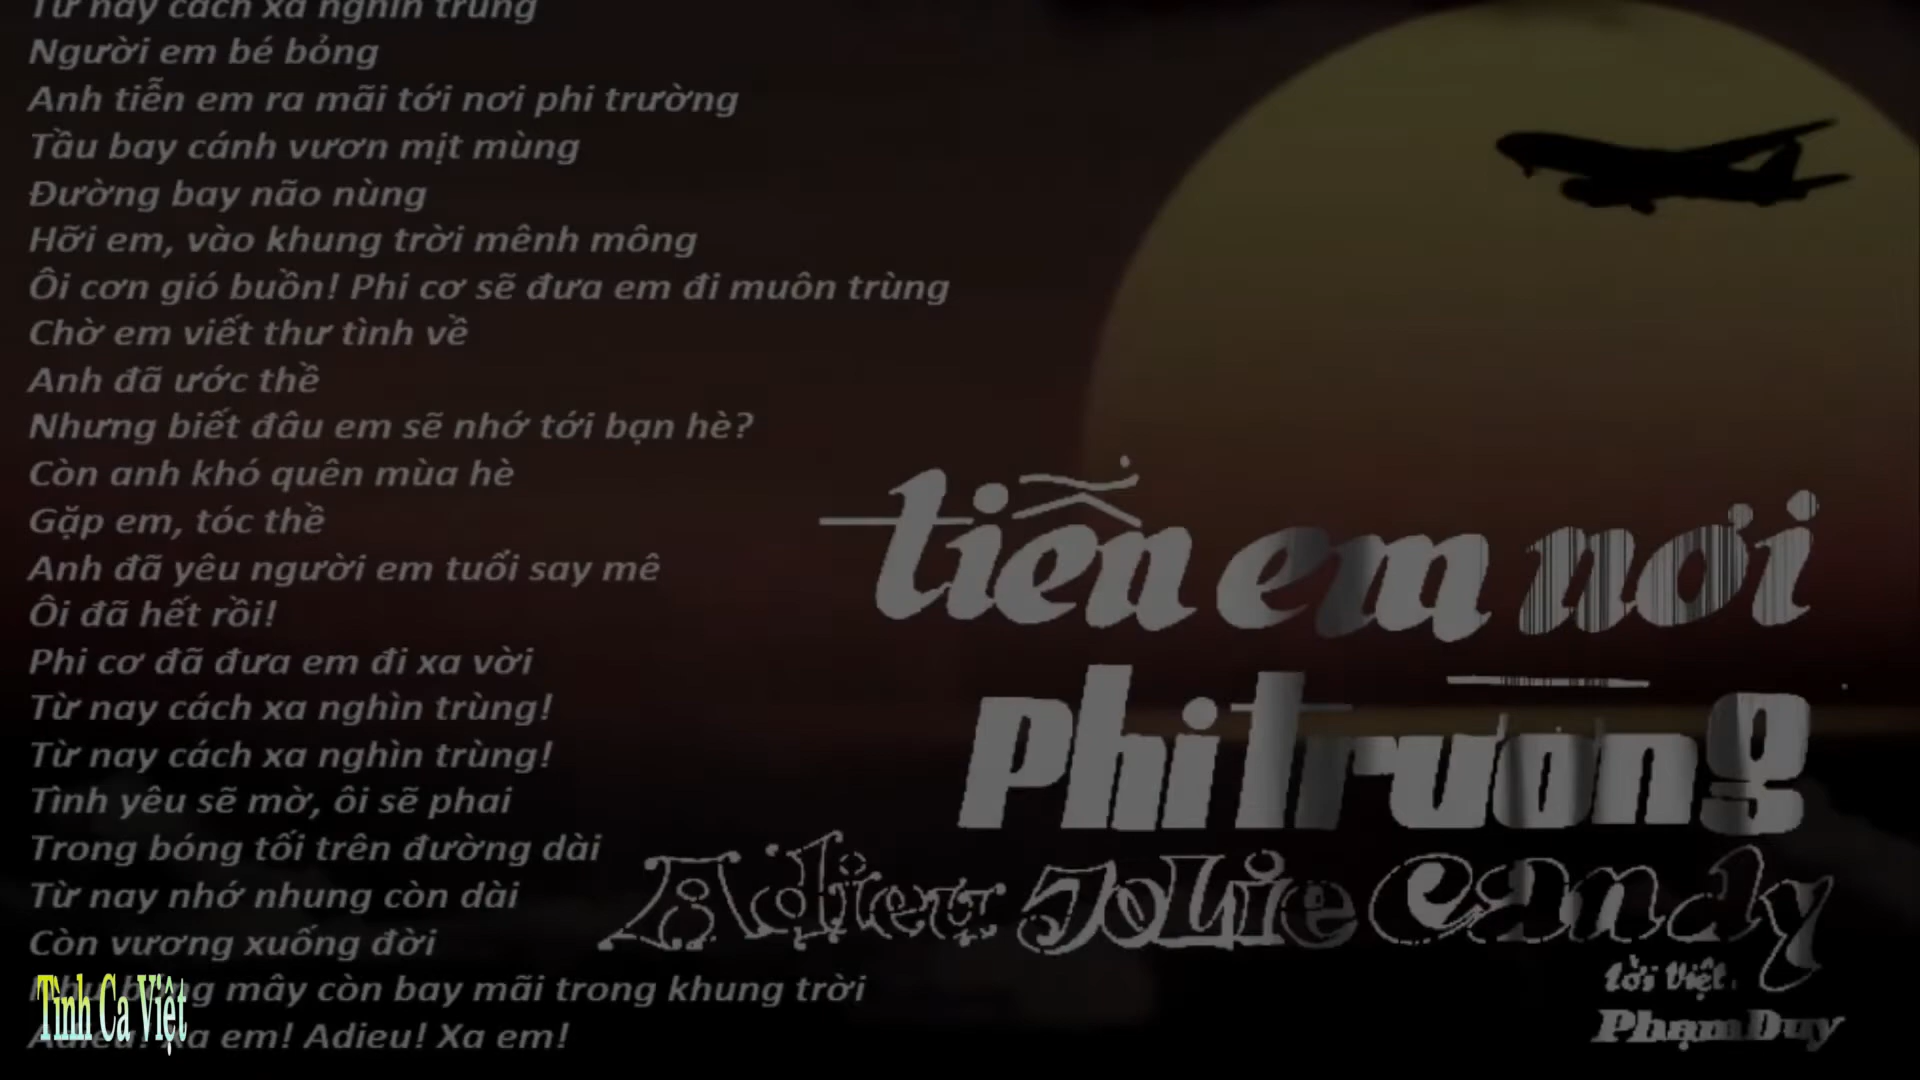 Từ nay cách xa nghìn trùng
Người em bé bỏng
Anh tiễn em ra mãi tới nơi phi trường
Tầu bay cánh vươn mịt mùng
Đường bay não nùng
Hỡi em, vào khung trời mênh mông
Ôi cơn gió buồn! Phi cơ sẽ đưa em đi muôn trùng
Chờ em viết thư tình về
Anh đã ước thề
Nhưng biết đâu em sẽ nhớ tới bạn hè?
Còn anh khó quên mùa hè
Gặp em, tóc thề
Anh đã yêu người em tuổi say mê
Ôi đã hết rồi!
Phi cơ đã đưa em đi xa vời
Từ nay cách xa nghìn trùng!
Từ nay cách xa nghìn trùng!
Tình yêu sẽ mờ, ôi sẽ phai
Trong bóng tối trên đường dài
Từ nay nhớ nhung còn dài
Còn vương xuống đời
mây còn bay mãi trong khung trời
Adieu! Xa em! Adieu! Xa em!
Tình Ca Việt
tiễn em nơi
Phi trường
Adieu Jolie Candy
lời Việt
Phạm Duy